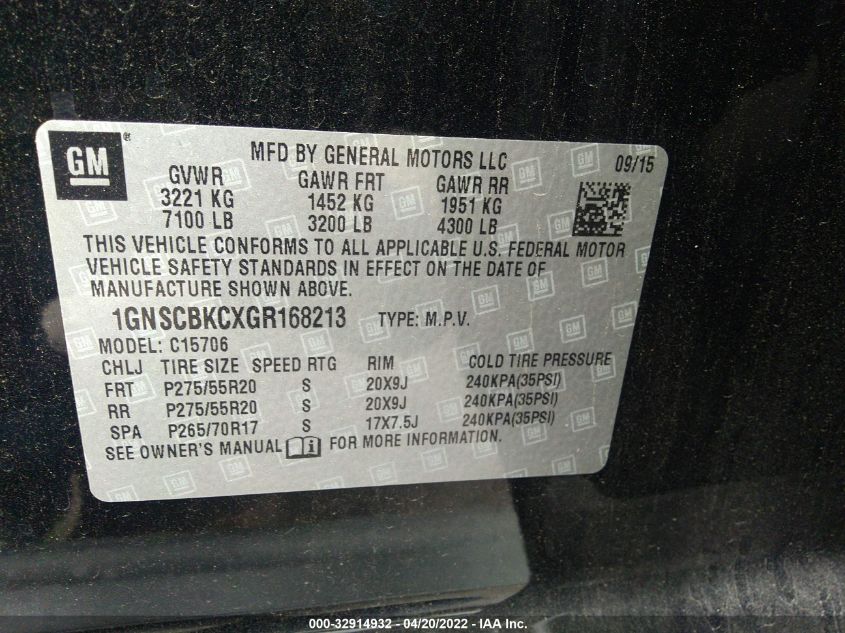 GM
®
MFD BY GENERAL MOTORS LLC
09/15
GVWR GAWR FRT GAWR RR
3221 KG 1452 KG 1951 KG
7100 LB 3200 LB 4300 LB
THIS VEHICLE CONFORMS TO ALL APPLICABLE U.S. FEDERAL MOTOR
VEHICLE SAFETY STANDARDS IN EFFECT ON THE DATE OF
MANUFACTURE SHOWN ABOVE.
1GNSCBKCXGR168213 TYPE: M.P.V.
MODEL: C15706
CHLJ TIRE SIZE SPEED RTG RIM COLD TIRE PRESSURE
FRT P275/55R20 S 20X9J 240KPA(35PSI)
RR P275/55R20 S 20X9J 240KPA(35PSI)
SPA P265/70R17 S 17X7.5J 240KPA(35PSI)
SEE OWNER'S MANUAL i FOR MORE INFORMATION.
000-32914932 - 04/20/2022 - IAA Inc.